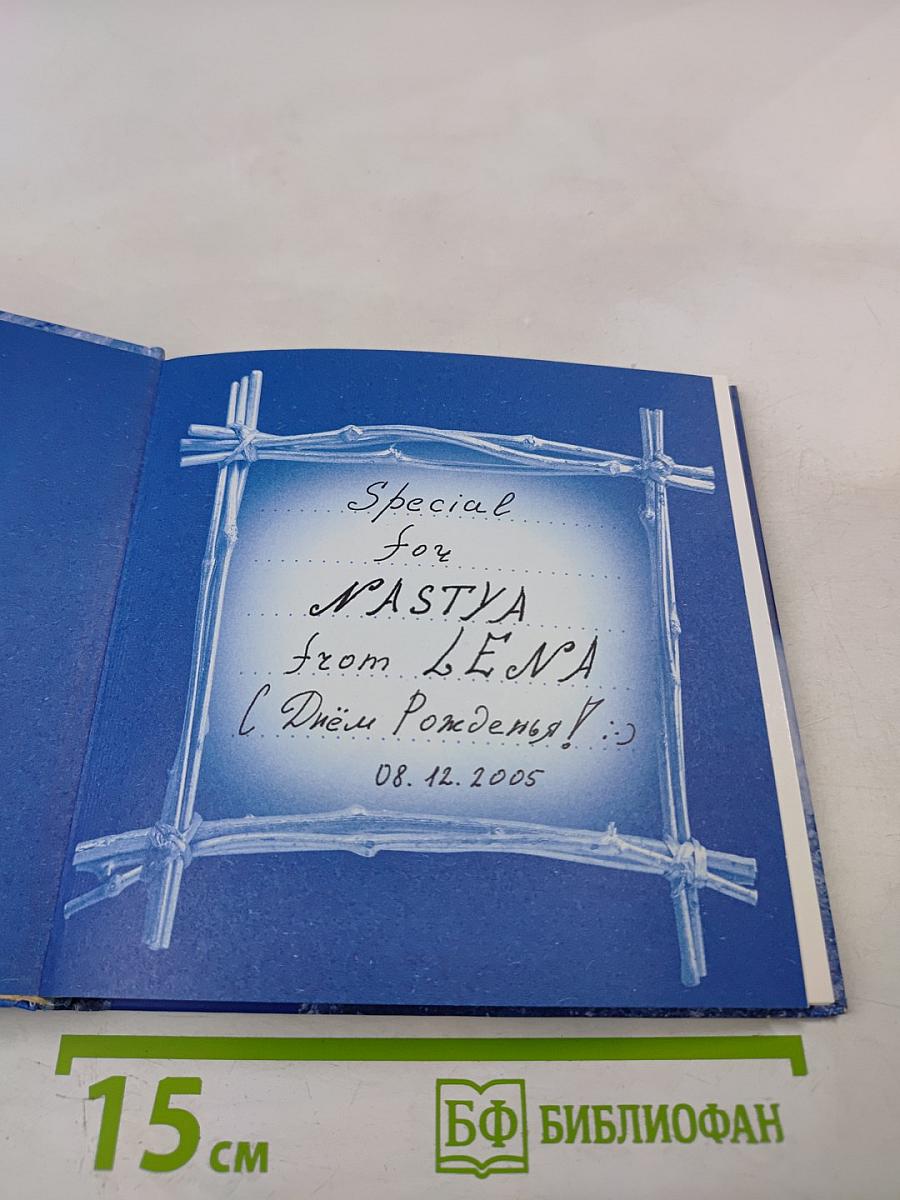 Special
for
NASTYA
from LENA
С Днём Рожденья! :-)
08.12.2005
15 см
БФ БИБЛИОФАН